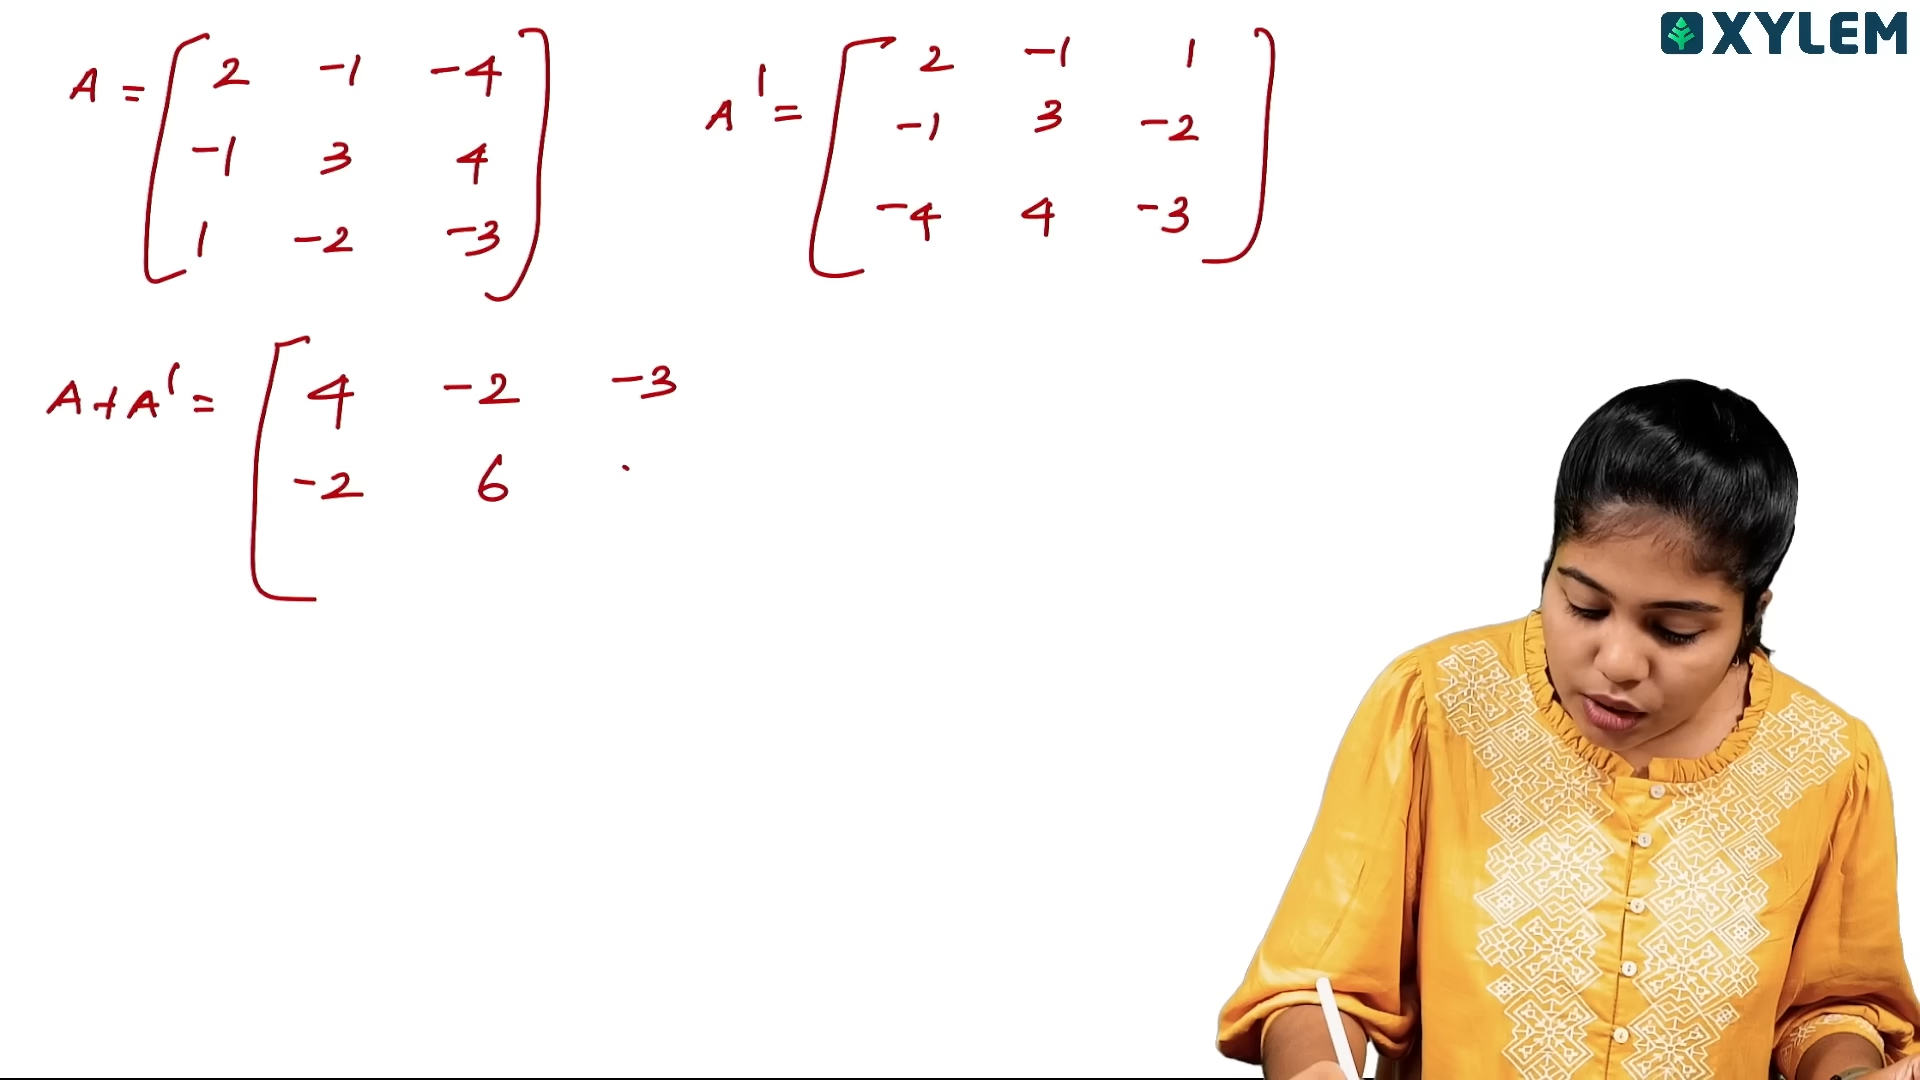 XYLEM
A = [ 2 -1 -4
-1 3 4
1 -2 -3 ]
A' = [ 2 -1 1
-1 3 -2
-4 4 -3 ]
A+A' = [ 4 -2 -3
-2 6